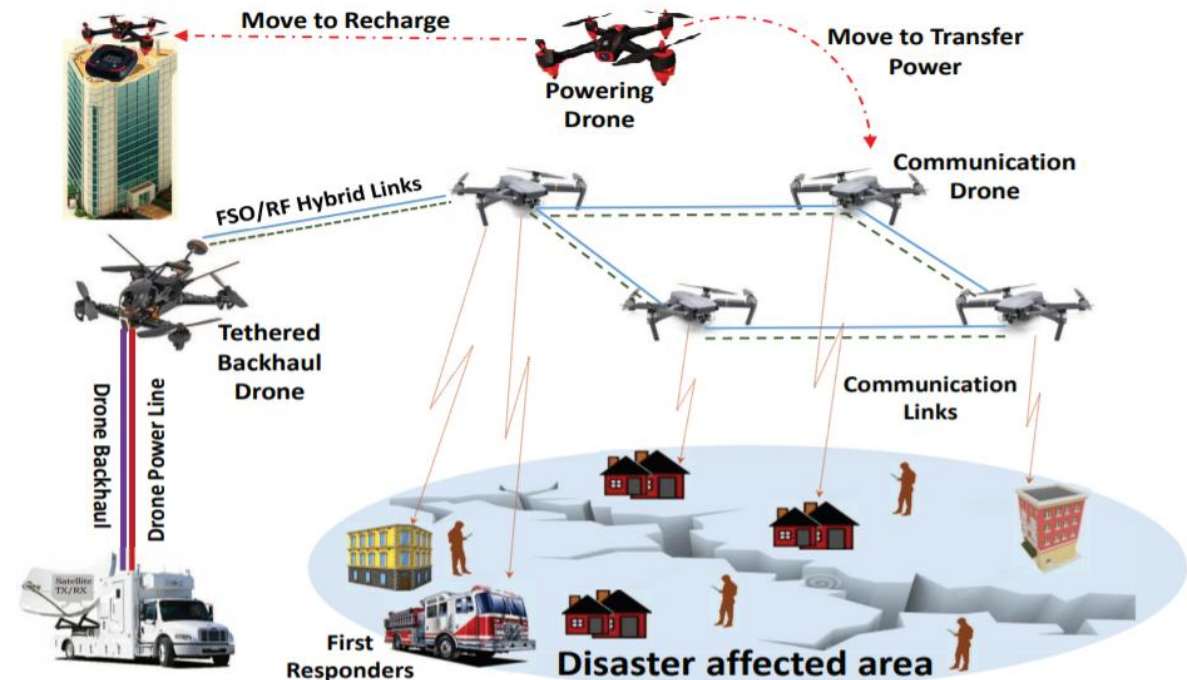 Move to Recharge
Powering
Drone
Move to Transfer
Power
Communication
Drone
FSO/RF Hybrid Links
Tethered
Backhaul
Drone
Drone Backhaul
Drone Power Line
Communication
Links
Satellite
TX/RX
First
Responders
Disaster affected area